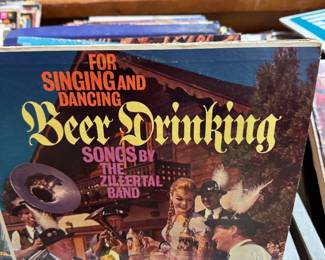 FOR
SINGING AND
DANCING
Beer Drinking
SONGS BY
THE
ZILLERTAL
BAND